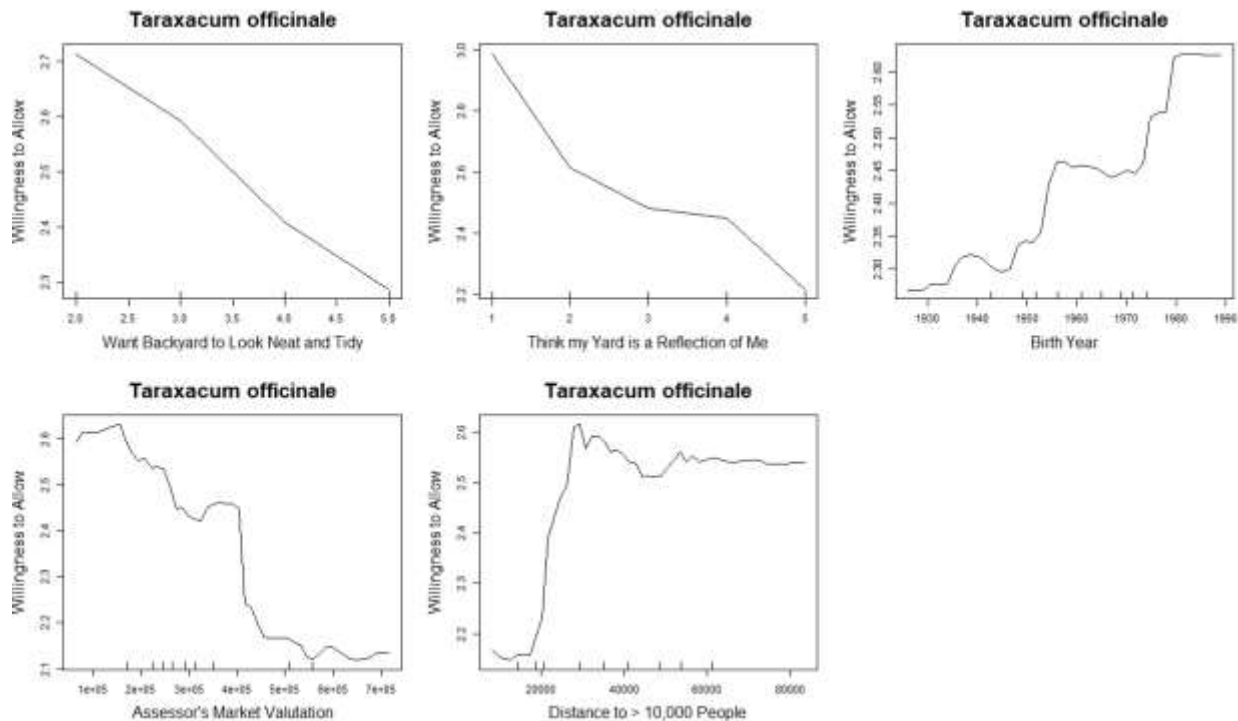 Taraxacum officinale
Willingness to Allow
2.7
2.6
2.5
2.4
2.3
2.0
2.5
3.0
3.5
4.0
4.5
5.0
Want Backyard to Look Neat and Tidy
Taraxacum officinale
Willingness to Allow
3.0
2.8
2.6
2.4
2.2
1
2
3
4
5
Think my Yard is a Reflection of Me
Taraxacum officinale
Willingness to Allow
2.60
2.55
2.50
2.45
2.40
2.35
2.30
1930
1940
1950
1960
1970
1980
1990
Birth Year
Taraxacum officinale
Willingness to Allow
2.6
2.5
2.4
2.3
2.2
2.1
1e+05
2e+05
3e+05
4e+05
5e+05
6e+05
7e+05
Assessor's Market Valutation
Taraxacum officinale
Willingness to Allow
2.6
2.5
2.4
2.3
2.2
20000
40000
60000
80000
Distance to > 10,000 People